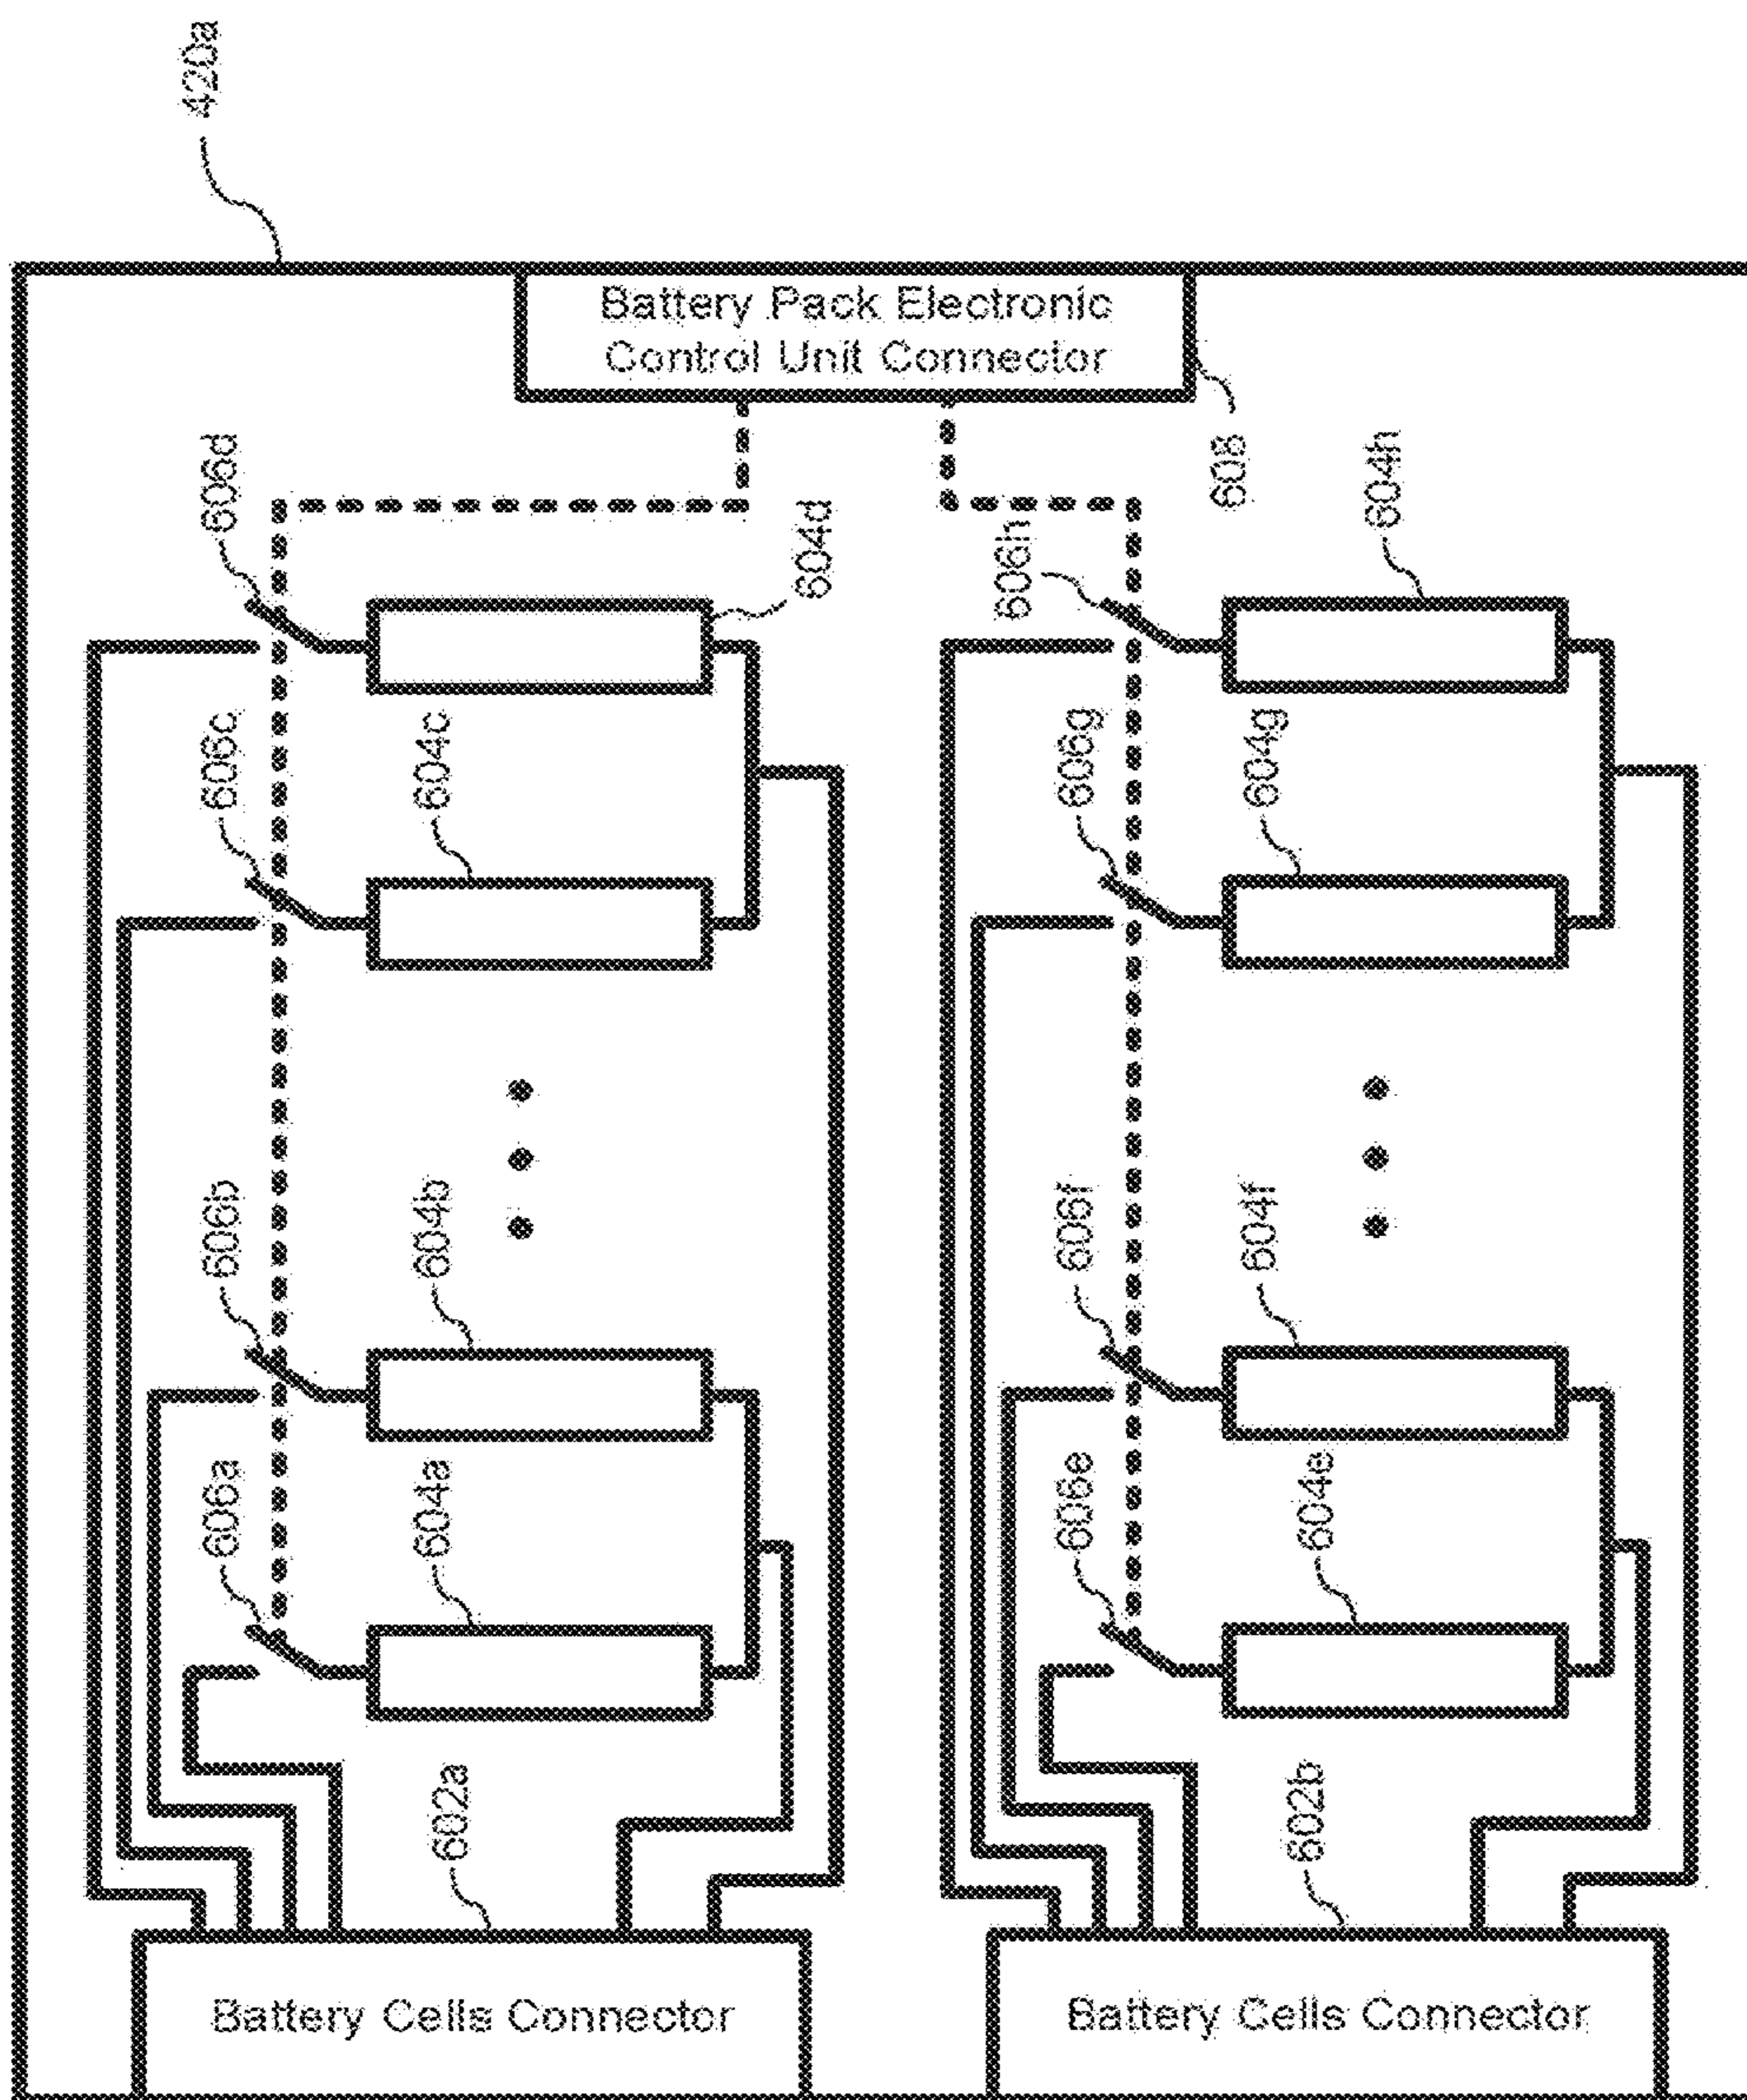 420a
Battery Pack Electronic
Control Unit Connector
608
606d
604d
606h
604h
606c
604c
606g
604g
606b
604b
606f
604f
606a
604a
606e
604e
602a
602b
Battery Cells Connector
Battery Cells Connector